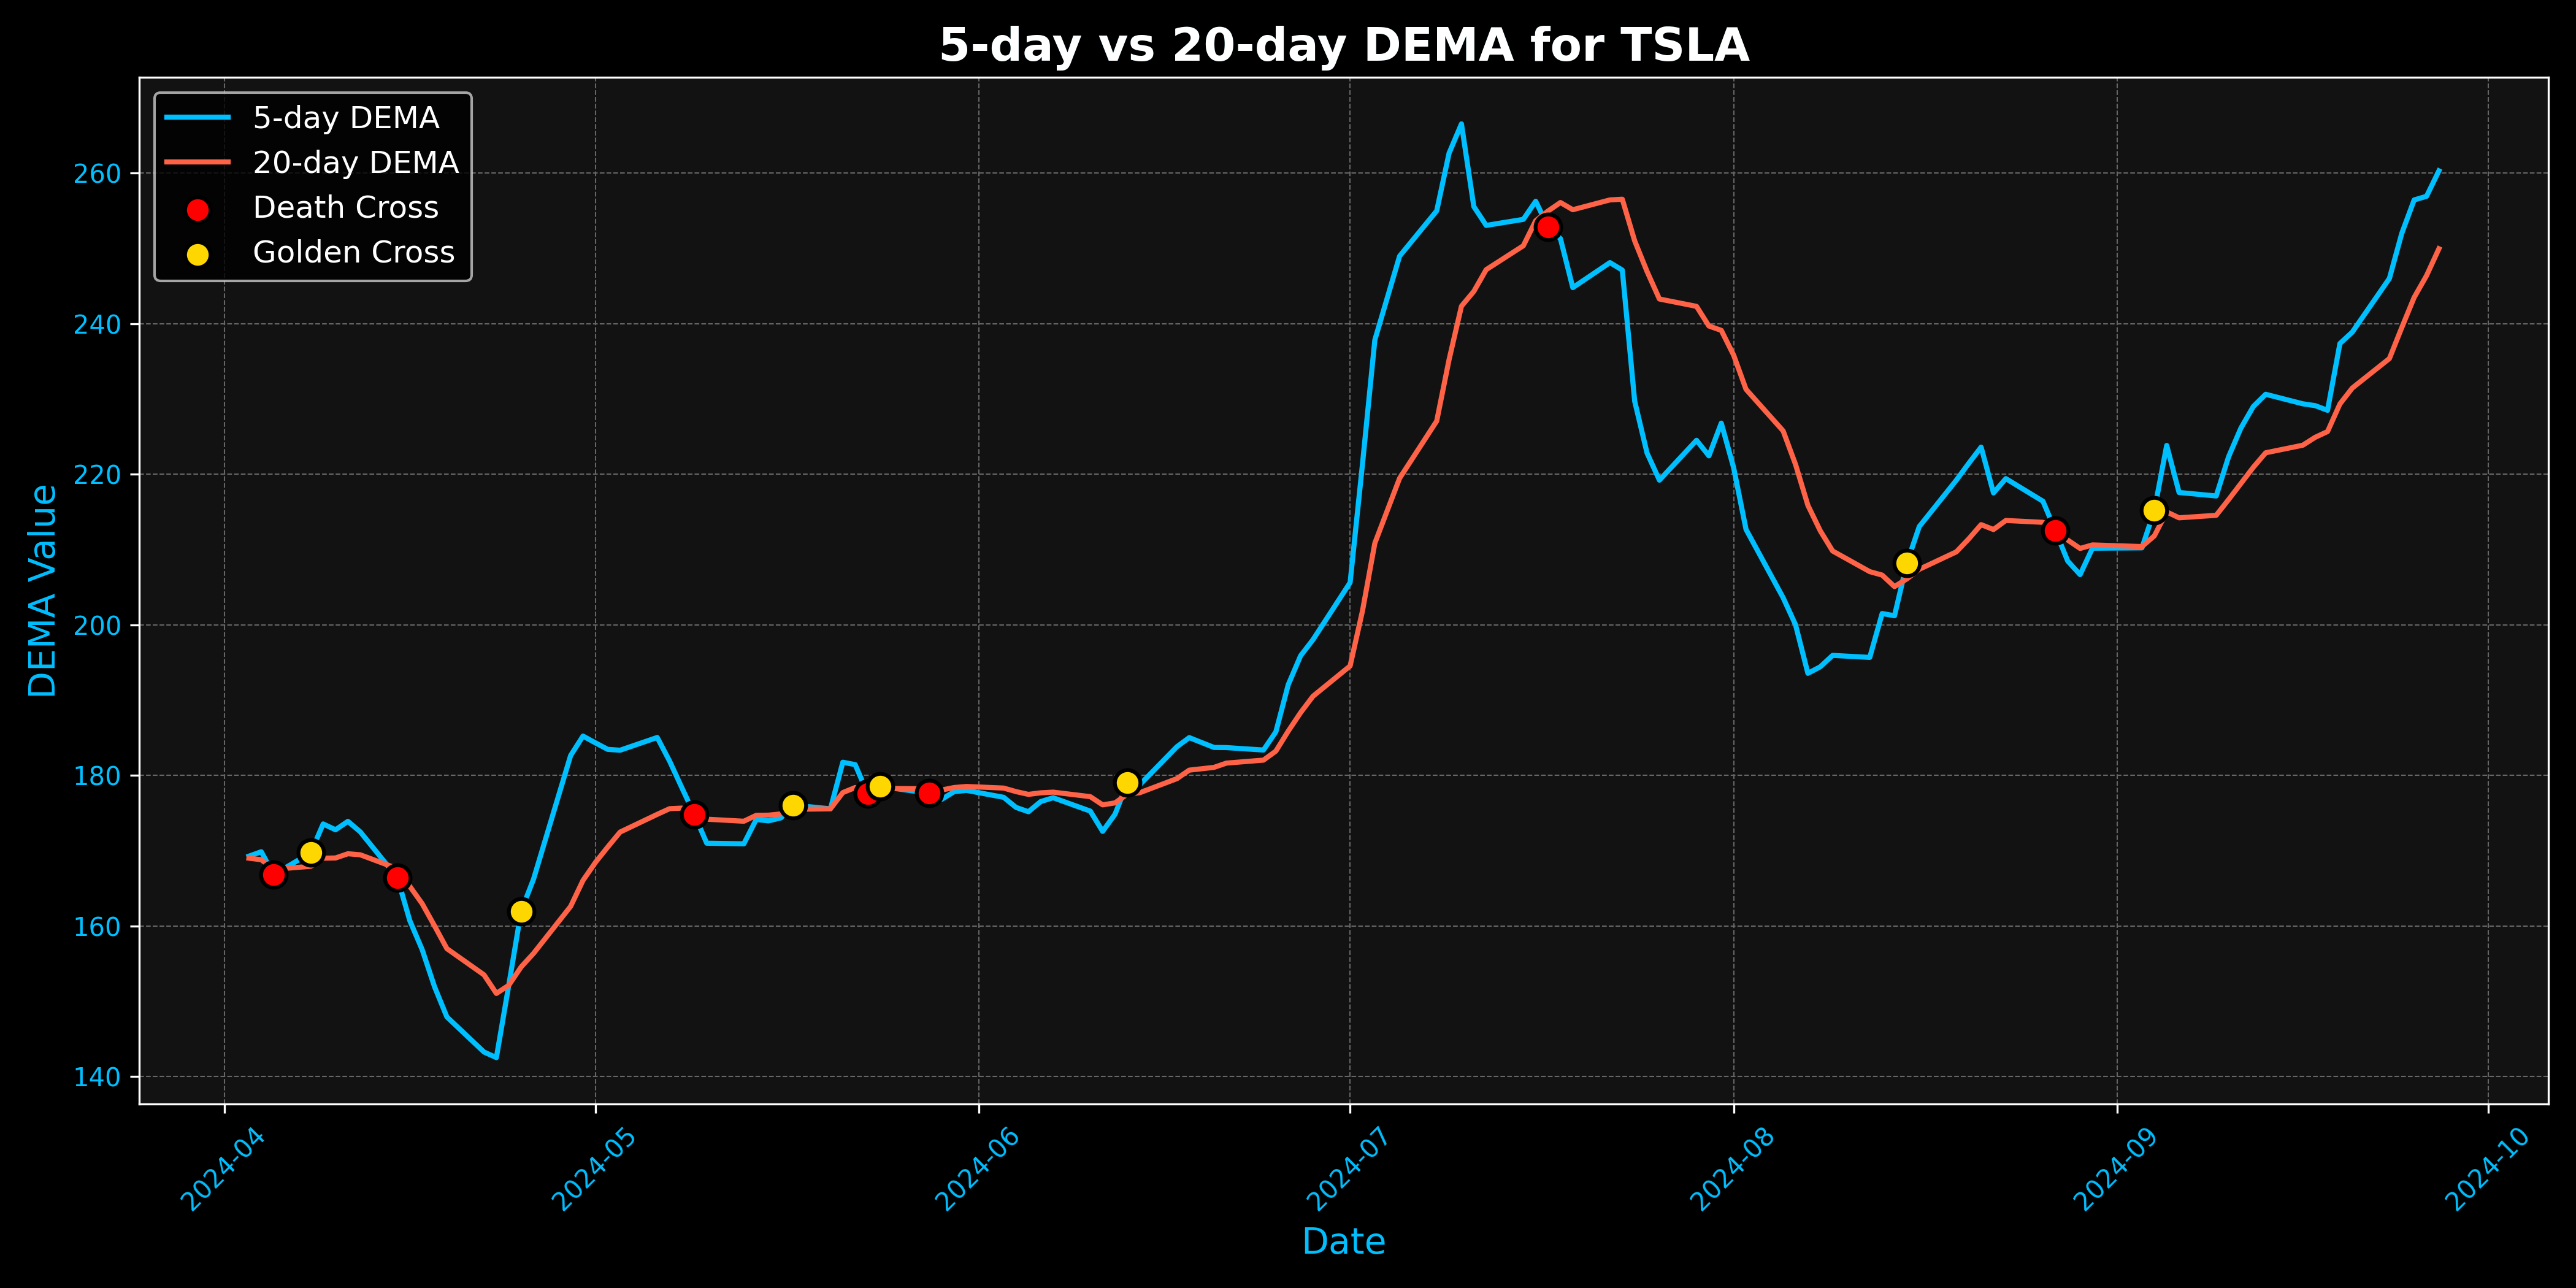 5-day vs 20-day DEMA for TSLA
5-day DEMA
20-day DEMA
Death Cross
Golden Cross
DEMA Value
260
240
220
200
180
160
140
2024-04
2024-05
2024-06
2024-07
2024-08
2024-09
2024-10
Date